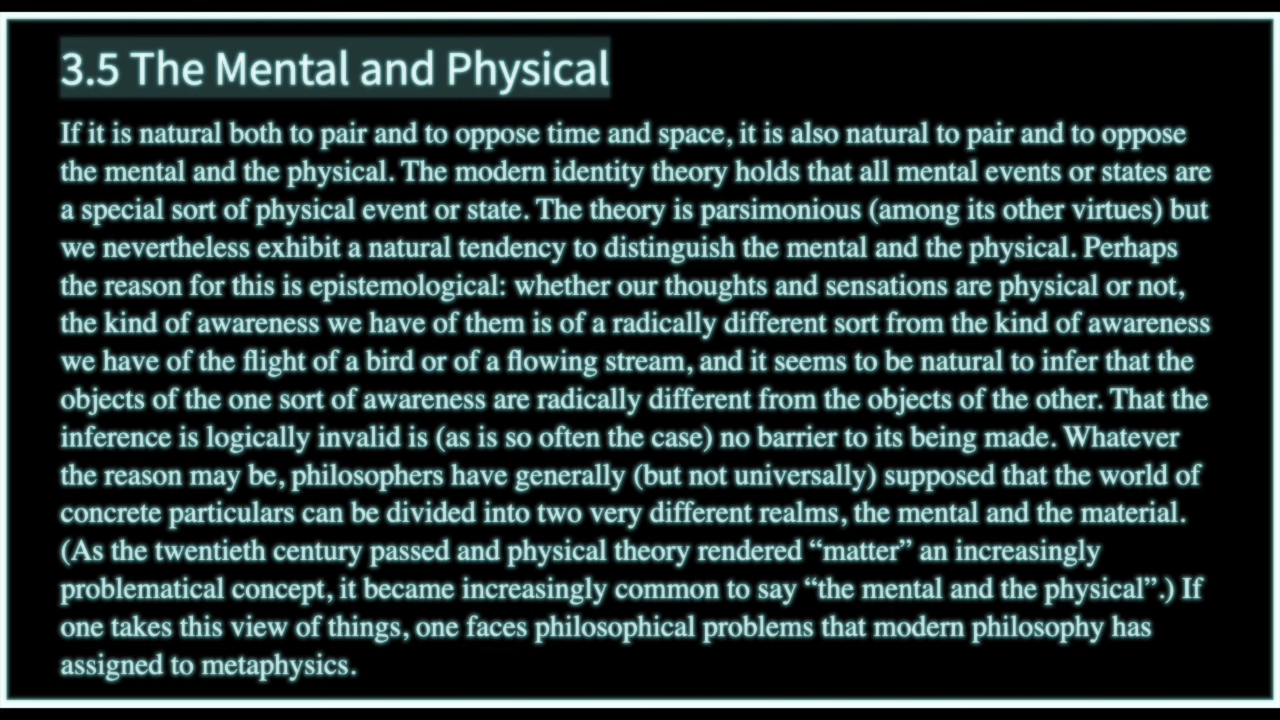 3.5 The Mental and Physical
If it is natural both to pair and to oppose time and space, it is also natural to pair and to oppose
the mental and the physical. The modern identity theory holds that all mental events or states are
a special sort of physical event or state. The theory is parsimonious (among its other virtues) but
we nevertheless exhibit a natural tendency to distinguish the mental and the physical. Perhaps
the reason for this is epistemological: whether our thoughts and sensations are physical or not,
the kind of awareness we have of them is of a radically different sort from the kind of awareness
we have of the flight of a bird or of a flowing stream, and it seems to be natural to infer that the
objects of the one sort of awareness are radically different from the objects of the other. That the
inference is logically invalid is (as is so often the case) no barrier to its being made. Whatever
the reason may be, philosophers have generally (but not universally) supposed that the world of
concrete particulars can be divided into two very different realms, the mental and the material.
(As the twentieth century passed and physical theory rendered “matter” an increasingly
problematical concept, it became increasingly common to say “the mental and the physical”.) If
one takes this view of things, one faces philosophical problems that modern philosophy has
assigned to metaphysics.